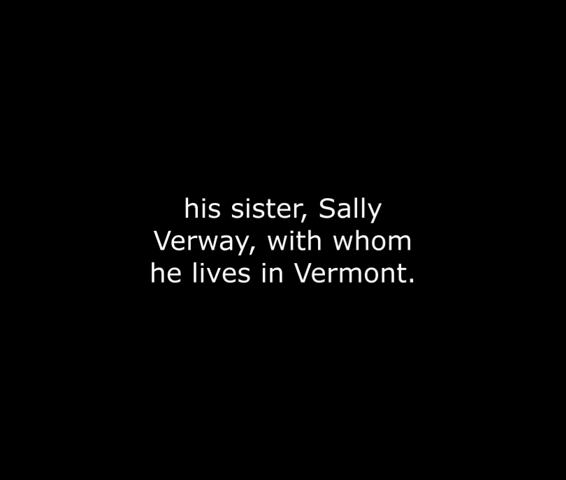 his sister, Sally
Verway, with whom
he lives in Vermont.